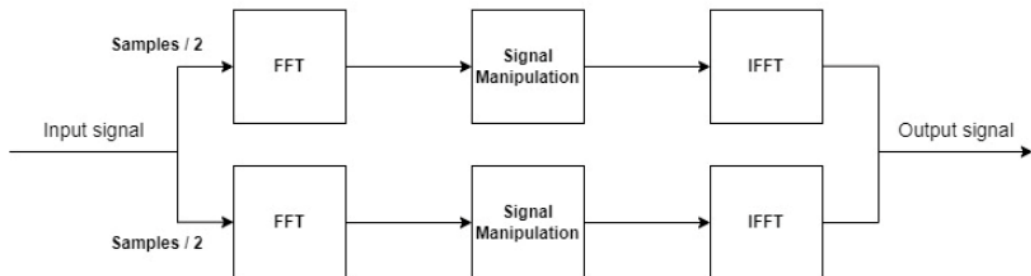 Samples / 2
FFT
Signal
Manipulation
IFFT
Input signal
Output signal
FFT
Signal
Manipulation
IFFT
Samples / 2